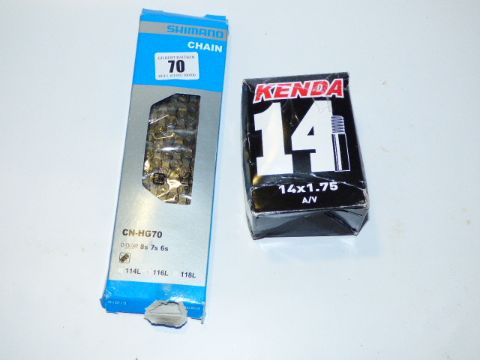 SHIMANO
CHAIN
70
CN-HG70
8s 7s 6s
114L 116L 118L
KENDA
14
14x1.75
A/V